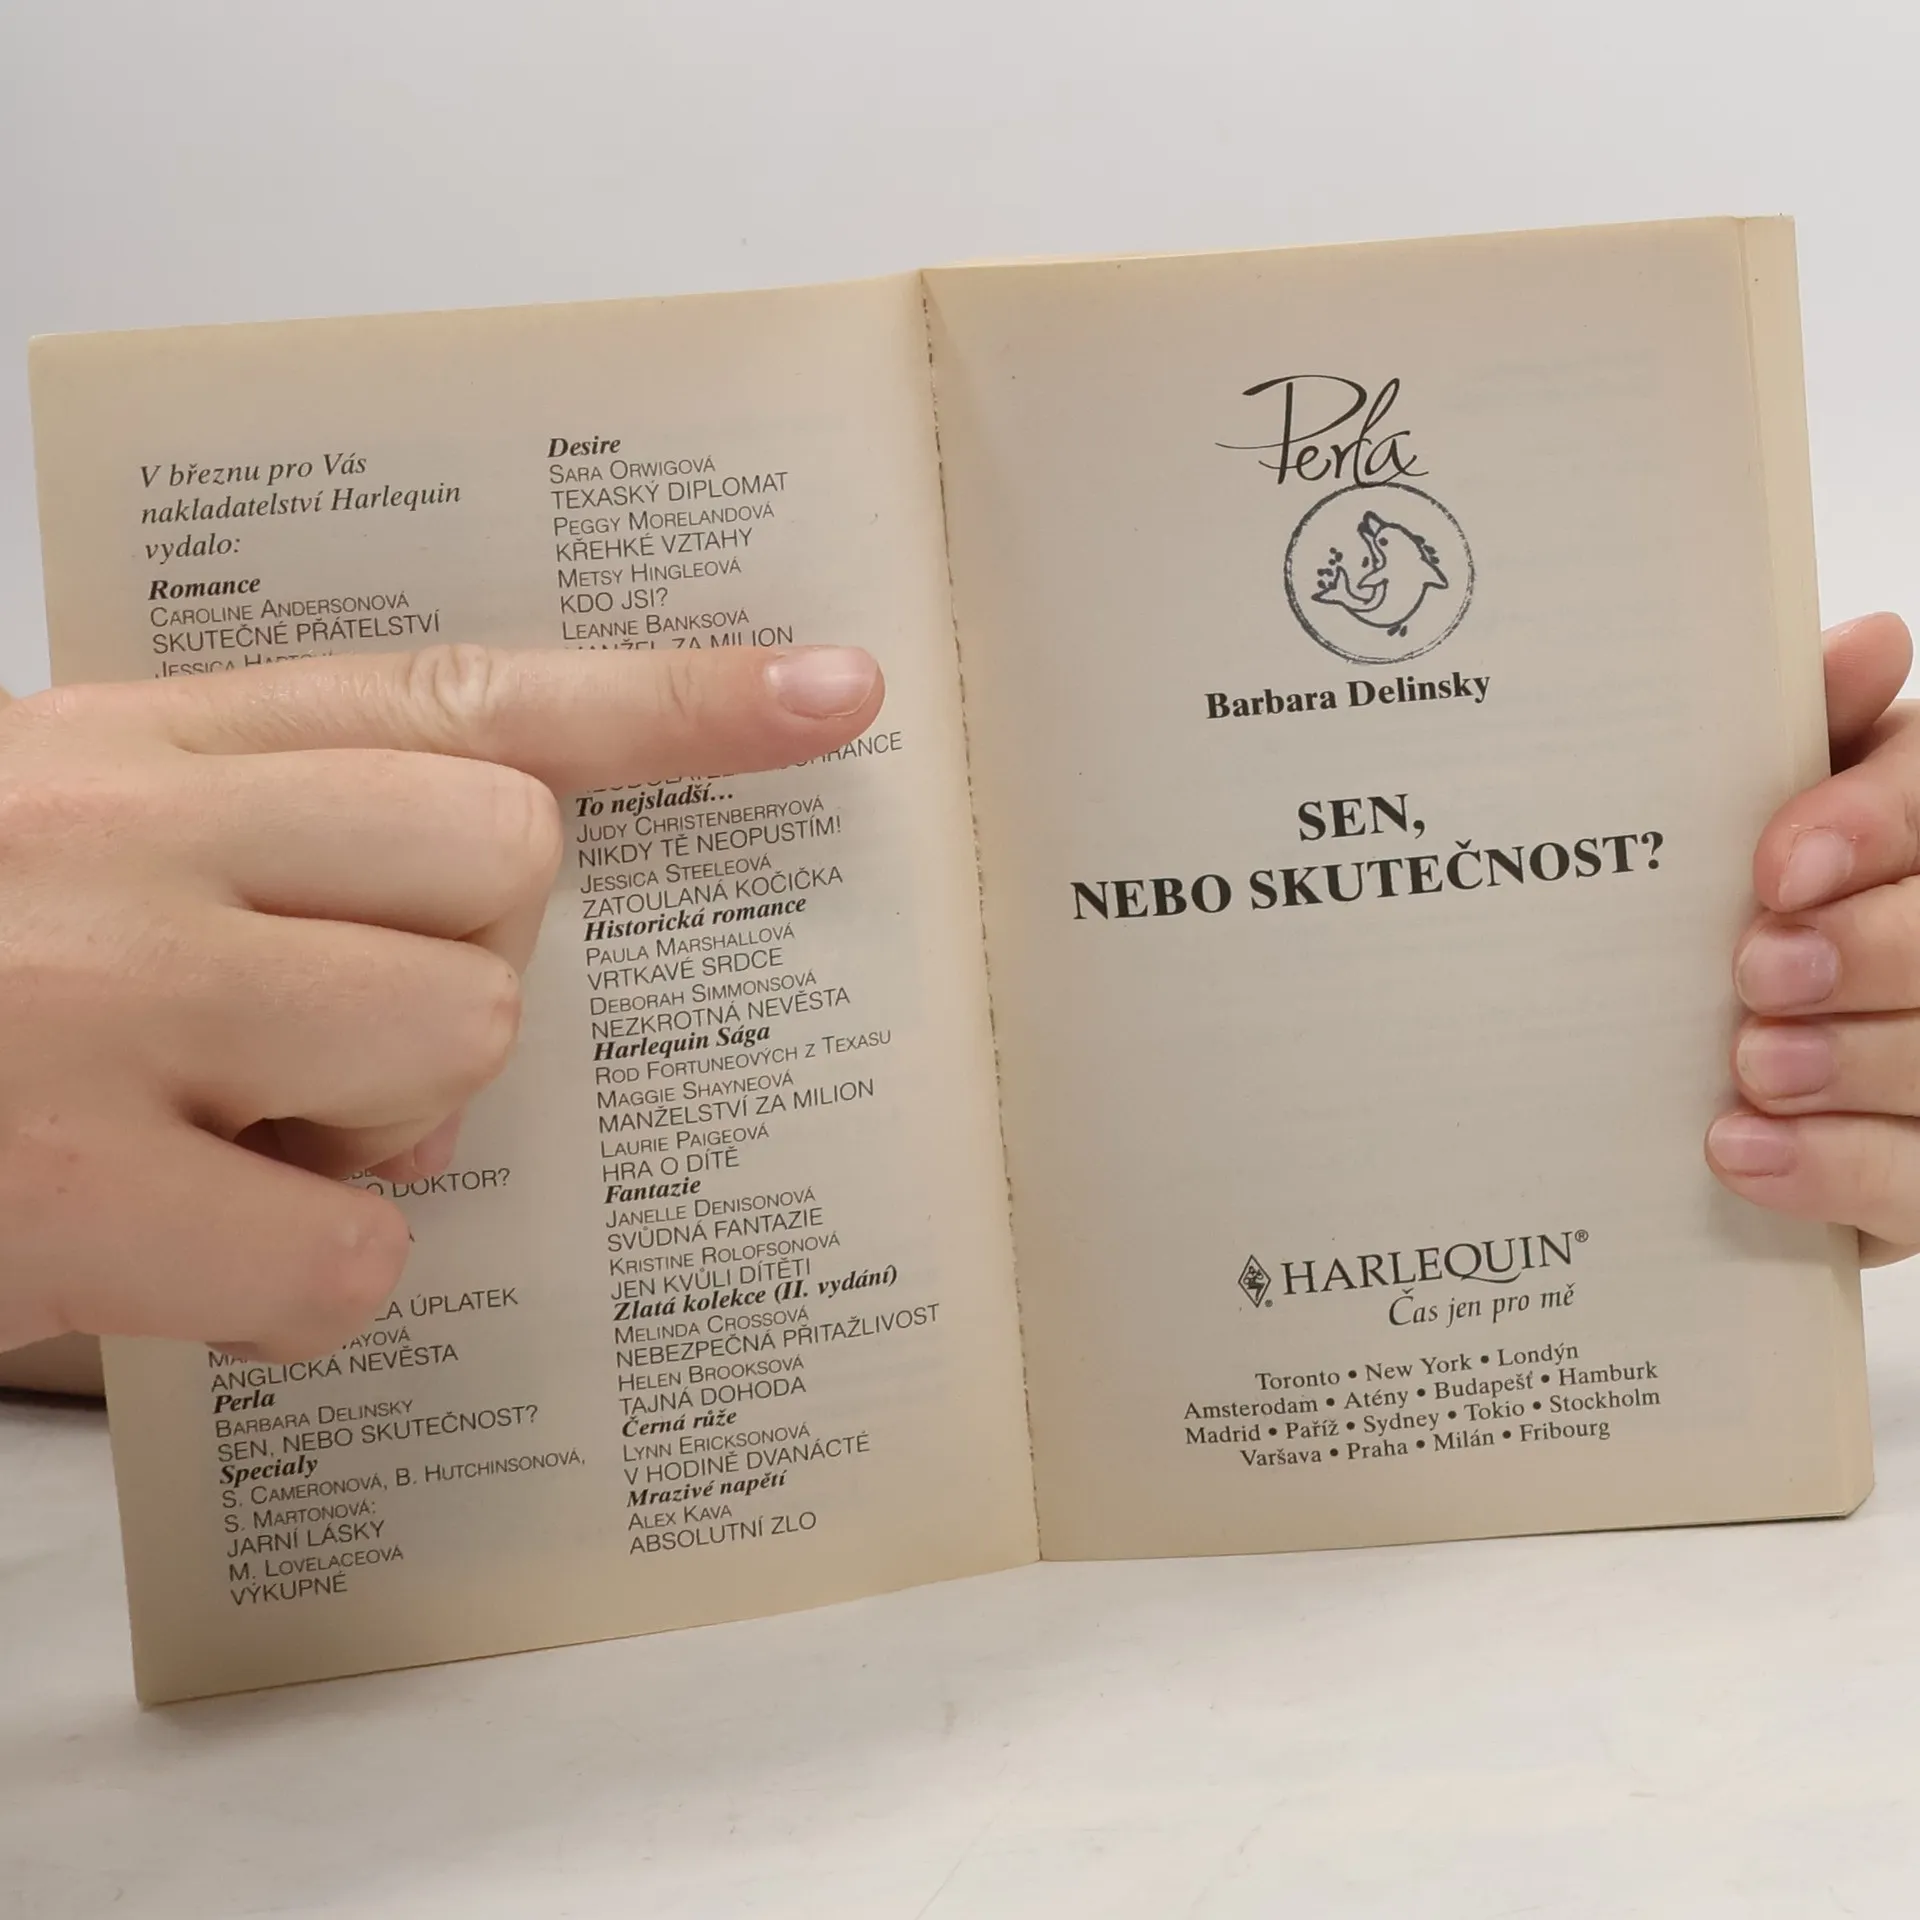 V březnu pro Vás
nakladatelství Harlequin
vydalo:
Romance
CAROLINE ANDERSONOVÁ
SKUTEČNÉ PŘÁTELSTVÍ
JESSICA
DOKTOR?
ÚPLATEK
ANGLICKÁ NEVĚSTA
Perla
BARBARA DELINSKY
SEN, NEBO SKUTEČNOST?
Specialy
S. CAMERONOVÁ, B. HUTCHINSONOVÁ,
S. MARTONOVÁ:
JARNÍ LÁSKY
M. LOVELACEOVÁ
VÝKUPNÉ
Desire
SARA ORWIGOVÁ
TEXASKÝ DIPLOMAT
PEGGY MORELANDOVÁ
KŘEHKÉ VZTAHY
METSY HINGLEOVÁ
KDO JSI?
LEANNE BANKSOVÁ
MANŽEL ZA MILION
To nejsladší...
JUDY CHRISTENBERRYOVÁ
NIKDY TĚ NEOPUSTÍM!
JESSICA STEELEOVÁ
ZATOULANÁ KOČIČKA
Historická romance
PAULA MARSHALLOVÁ
VRTKAVÉ SRDCE
DEBORAH SIMMONSOVÁ
NEZKROTNÁ NEVĚSTA
Harlequin Sága
ROD FORTUNEOVÝCH Z TEXASU
MAGGIE SHAYNEOVÁ
MANŽELSTVÍ ZA MILION
LAURIE PAIGEOVÁ
HRA O DÍTĚ
Fantazie
JANELLE DENISONOVÁ
SVŮDNÁ FANTAZIE
KRISTINE ROLOFSONOVÁ
JEN KVŮLI DÍTĚTI
Zlatá kolekce (II. vydání)
MELINDA CROSSOVÁ
NEBEZPEČNÁ PŘITAŽLIVOST
HELEN BROOKSOVÁ
TAJNÁ DOHODA
Černá růže
LYNN ERICKSONOVÁ
V HODINĚ DVANÁCTÉ
Mrazivé napětí
ALEX KAVA
ABSOLUTNÍ ZLO
Perla
Barbara Delinsky
SEN,
NEBO SKUTEČNOST?
HARLEQUIN®
Čas jen pro mě
Toronto • New York • Londýn
Amsterodam • Atény • Budapešť • Hamburk
Madrid • Paříž • Sydney • Tokio • Stockholm
Varšava • Praha • Milán • Fribourg